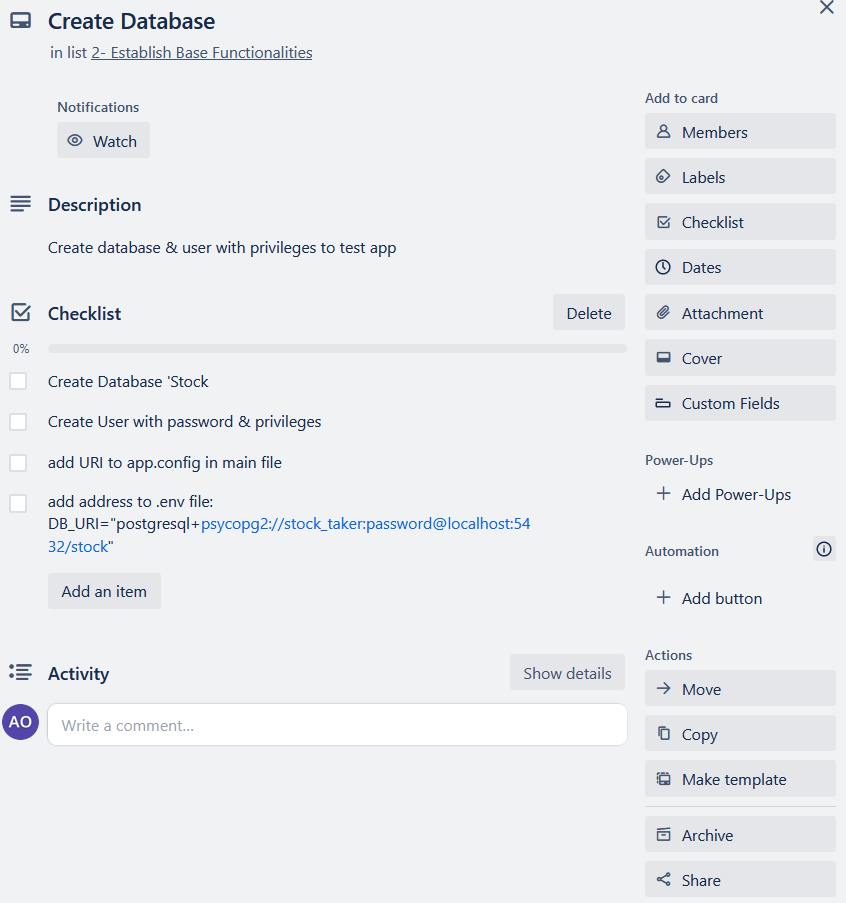 Create Database
in list 2- Establish Base Functionalities
Notifications
Watch
Description
Create database & user with privileges to test app
Checklist
Delete
0%
Create Database 'Stock
Create User with password & privileges
add URI to app.config in main file
add address to .env file:
DB_URI="postgresql+psycopg2://stock_taker:password@localhost:54
32/stock"
Add an item
Activity
Show details
AO
Write a comment...
Add to card
Members
Labels
Checklist
Dates
Attachment
Cover
Custom Fields
Power-Ups
Add Power-Ups
Automation
Add button
Actions
Move
Copy
Make template
Archive
Share